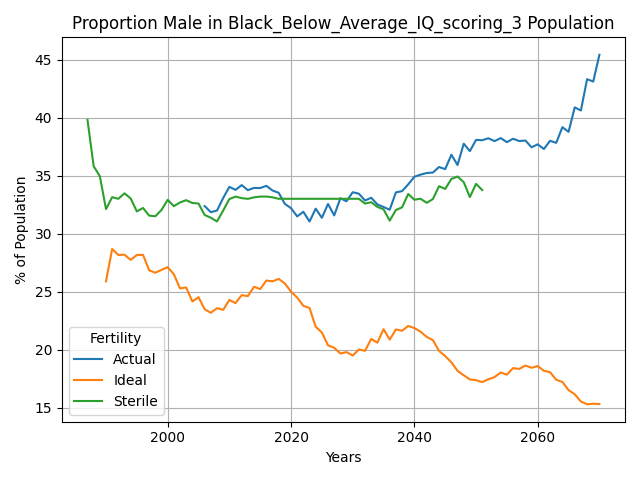 Proportion Male in Black_Below_Average_IQ_scoring_3 Population
% of Population
45
40
35
30
25
20
15
Fertility
Actual
Ideal
Sterile
2000
2020
2040
2060
Years